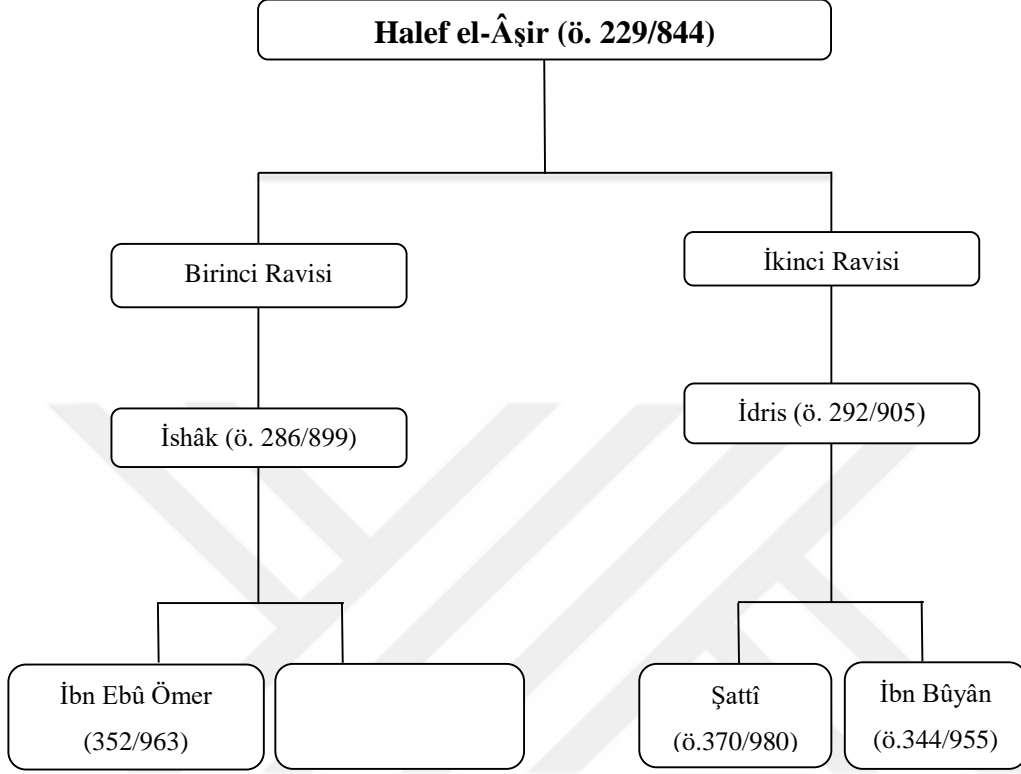 Halef el-Âşir (ö. 229/844)
Birinci Ravisi
İkinci Ravisi
İshâk (ö. 286/899)
İdris (ö. 292/905)
İbn Ebû Ömer
(352/963)
Şattî
(ö.370/980)
İbn Bûyân
(ö.344/955)